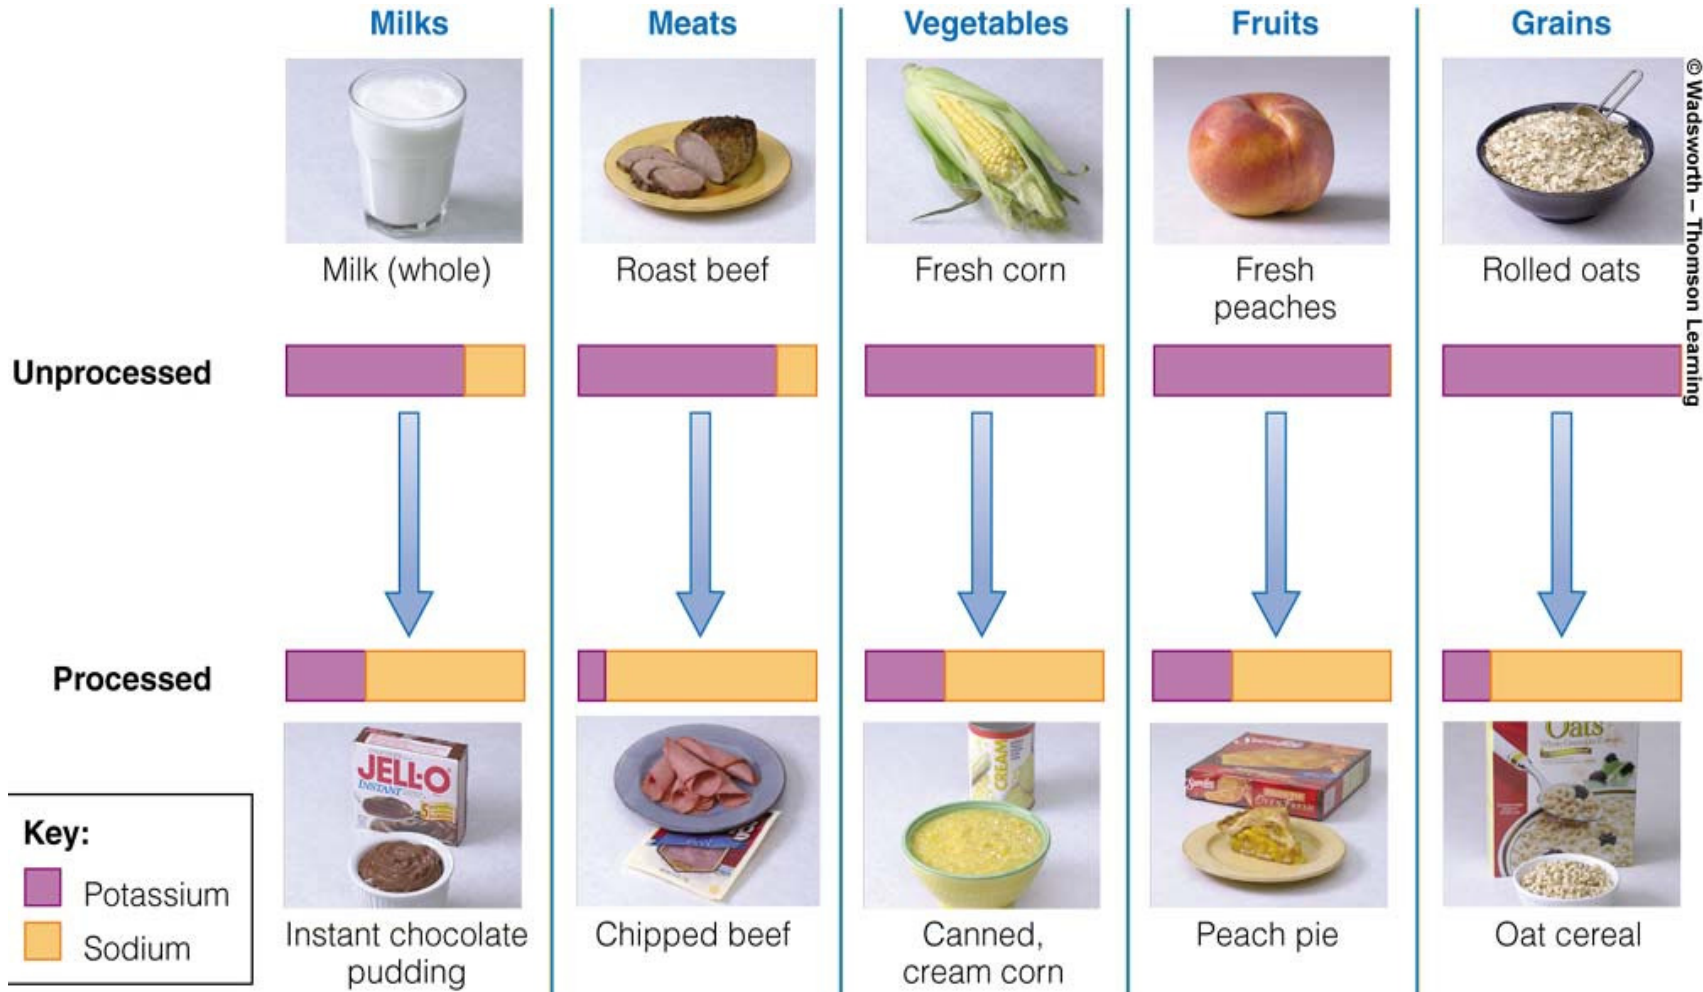 Milks
Meats
Vegetables
Fruits
Grains
© Wadsworth – Thomson Learning
Milk (whole)
Roast beef
Fresh corn
Fresh
peaches
Rolled oats
Unprocessed
Processed
JELL-O
INSTANT
5
CREAM
Oats
Key:
Potassium
Sodium
Instant chocolate
pudding
Chipped beef
Canned,
cream corn
Peach pie
Oat cereal